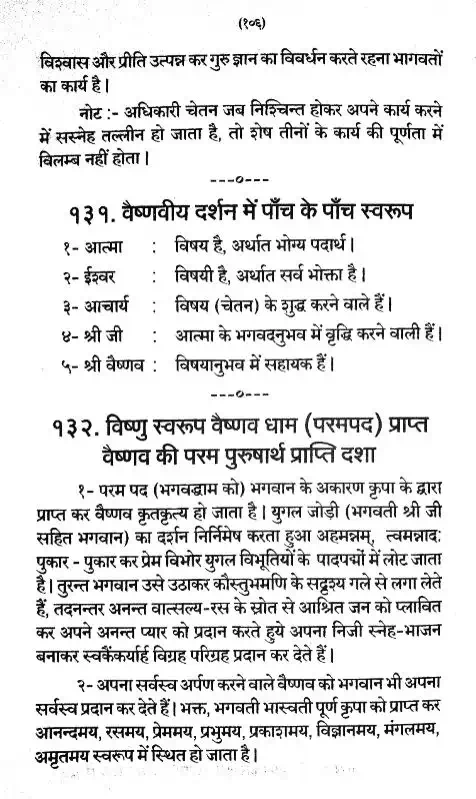 (१०६)
विश्वास और प्रीति उत्पन्न कर गुरु ज्ञान का विवर्धन करते रहना भागवतों
का कार्य है।
नोट :- अधिकारी चेतन जब निश्चिन्त होकर अपने कार्य करने
में सस्नेह तल्लीन हो जाता है, तो शेष तीनों के कार्य की पूर्णता में
विलम्ब नहीं होता।
---०---
१३१. वैष्णवीय दर्शन में पाँच के पाँच स्वरूप
१- आत्मा : विषय है, अर्थात भोग्य पदार्थ।
२- ईश्वर : विषयी है, अर्थात सर्व भोक्ता है।
३- आचार्य : विषय (चेतन) के शुद्ध करने वाले हैं।
४- श्री जी : आत्मा के भगवदनुभव में वृद्धि करने वाली हैं।
५- श्री वैष्णव : विषयानुभव में सहायक हैं।
---०---
१३२. विष्णु स्वरूप वैष्णव धाम (परमपद) प्राप्त
वैष्णव की परम पुरुषार्थ प्राप्ति दशा
१- परम पद (भगवद्धाम को) भगवान के अकारण कृपा के द्वारा
प्राप्त कर वैष्णव कृतकृत्य हो जाता है। युगल जोड़ी (भगवती श्री जी
सहित भगवान) का दर्शन निर्निमेष करता हुआ अहमन्नम्, त्वमन्नादः
पुकार - पुकार कर प्रेम विभोर युगल विभूतियों के पादपद्मों में लोट जाता
है। तुरन्त भगवान उसे उठाकर कौस्तुभमणि के सदृश्य गले से लगा लेते
हैं, तदनन्तर अनन्त वात्सल्य-रस के स्रोत से आश्रित जन को प्लावित
कर अपने अनन्त प्यार को प्रदान करते हुये अपना निजी स्नेह-भाजन
बनाकर स्वकैंकर्यार्ह विग्रह परिग्रह प्रदान कर देते हैं।
२- अपना सर्वस्व अर्पण करने वाले वैष्णव को भगवान भी अपना
सर्वस्व प्रदान कर देते हैं। भक्त, भगवती भास्वती पूर्ण कृपा को प्राप्त कर
आनन्दमय, रसमय, प्रेममय, प्रभुमय, प्रकाशमय, विज्ञानमय, मंगलमय,
अमृतमय स्वरूप में स्थित हो जाता है।